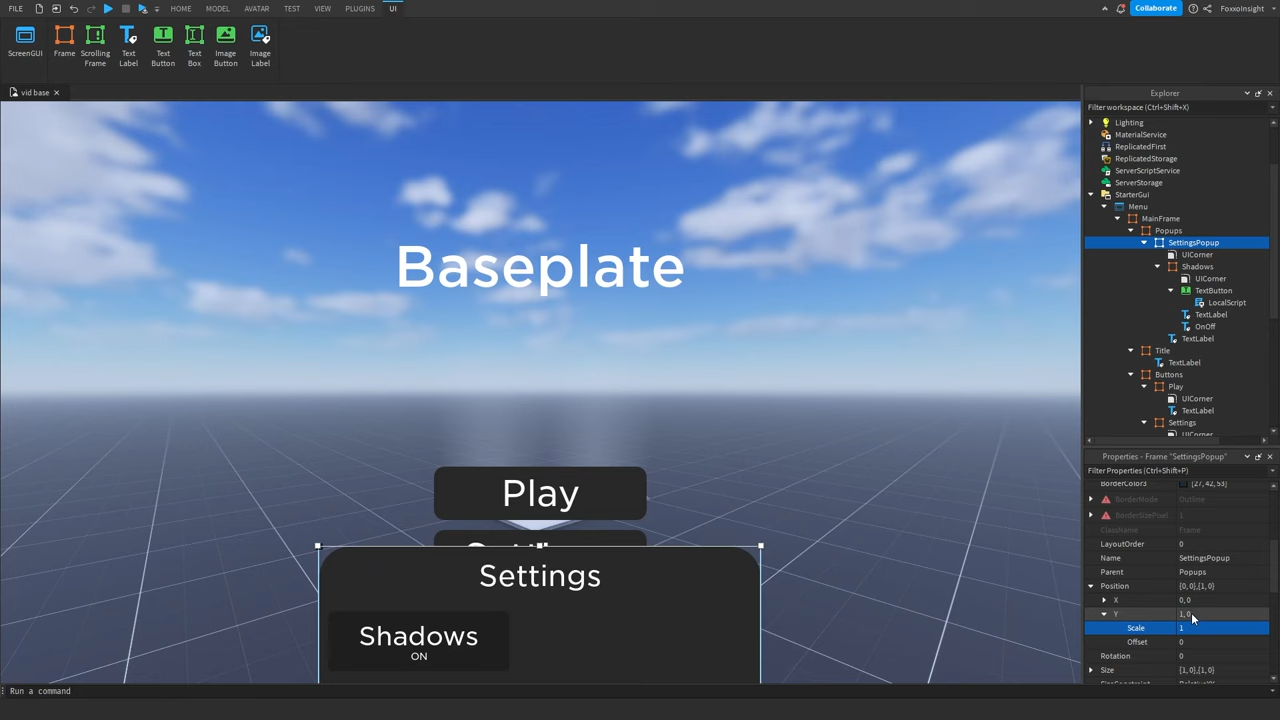 FILE
HOME
MODEL
AVATAR
TEST
VIEW
PLUGINS
UI
Collaborate
FoxxoInsight
ScreenGUI
Frame
Scrolling
Frame
Text
Label
Text
Button
Text
Box
Image
Button
Image
Label
vid base
Baseplate
Play
Settings
Shadows
ON
Run a command
Explorer
Filter workspace (Ctrl+Shift+X)
Lighting
MaterialService
ReplicatedFirst
ReplicatedStorage
ServerScriptService
ServerStorage
StarterGui
Menu
MainFrame
Popups
SettingsPopup
UICorner
Shadows
UICorner
TextButton
LocalScript
TextLabel
OnOff
TextLabel
Title
TextLabel
Buttons
Play
UICorner
TextLabel
Settings
UICorner
Properties - Frame "SettingsPopup"
Filter Properties (Ctrl+Shift+P)
BorderColor3 [27, 42, 53]
BorderMode Outline
BorderSizePixel 1
ClassName Frame
LayoutOrder 0
Name SettingsPopup
Parent Popups
Position {0, 0},{1, 0}
X 0, 0
Y 1, 0
Scale 1
Offset 0
Rotation 0
Size {1, 0},{1, 0}